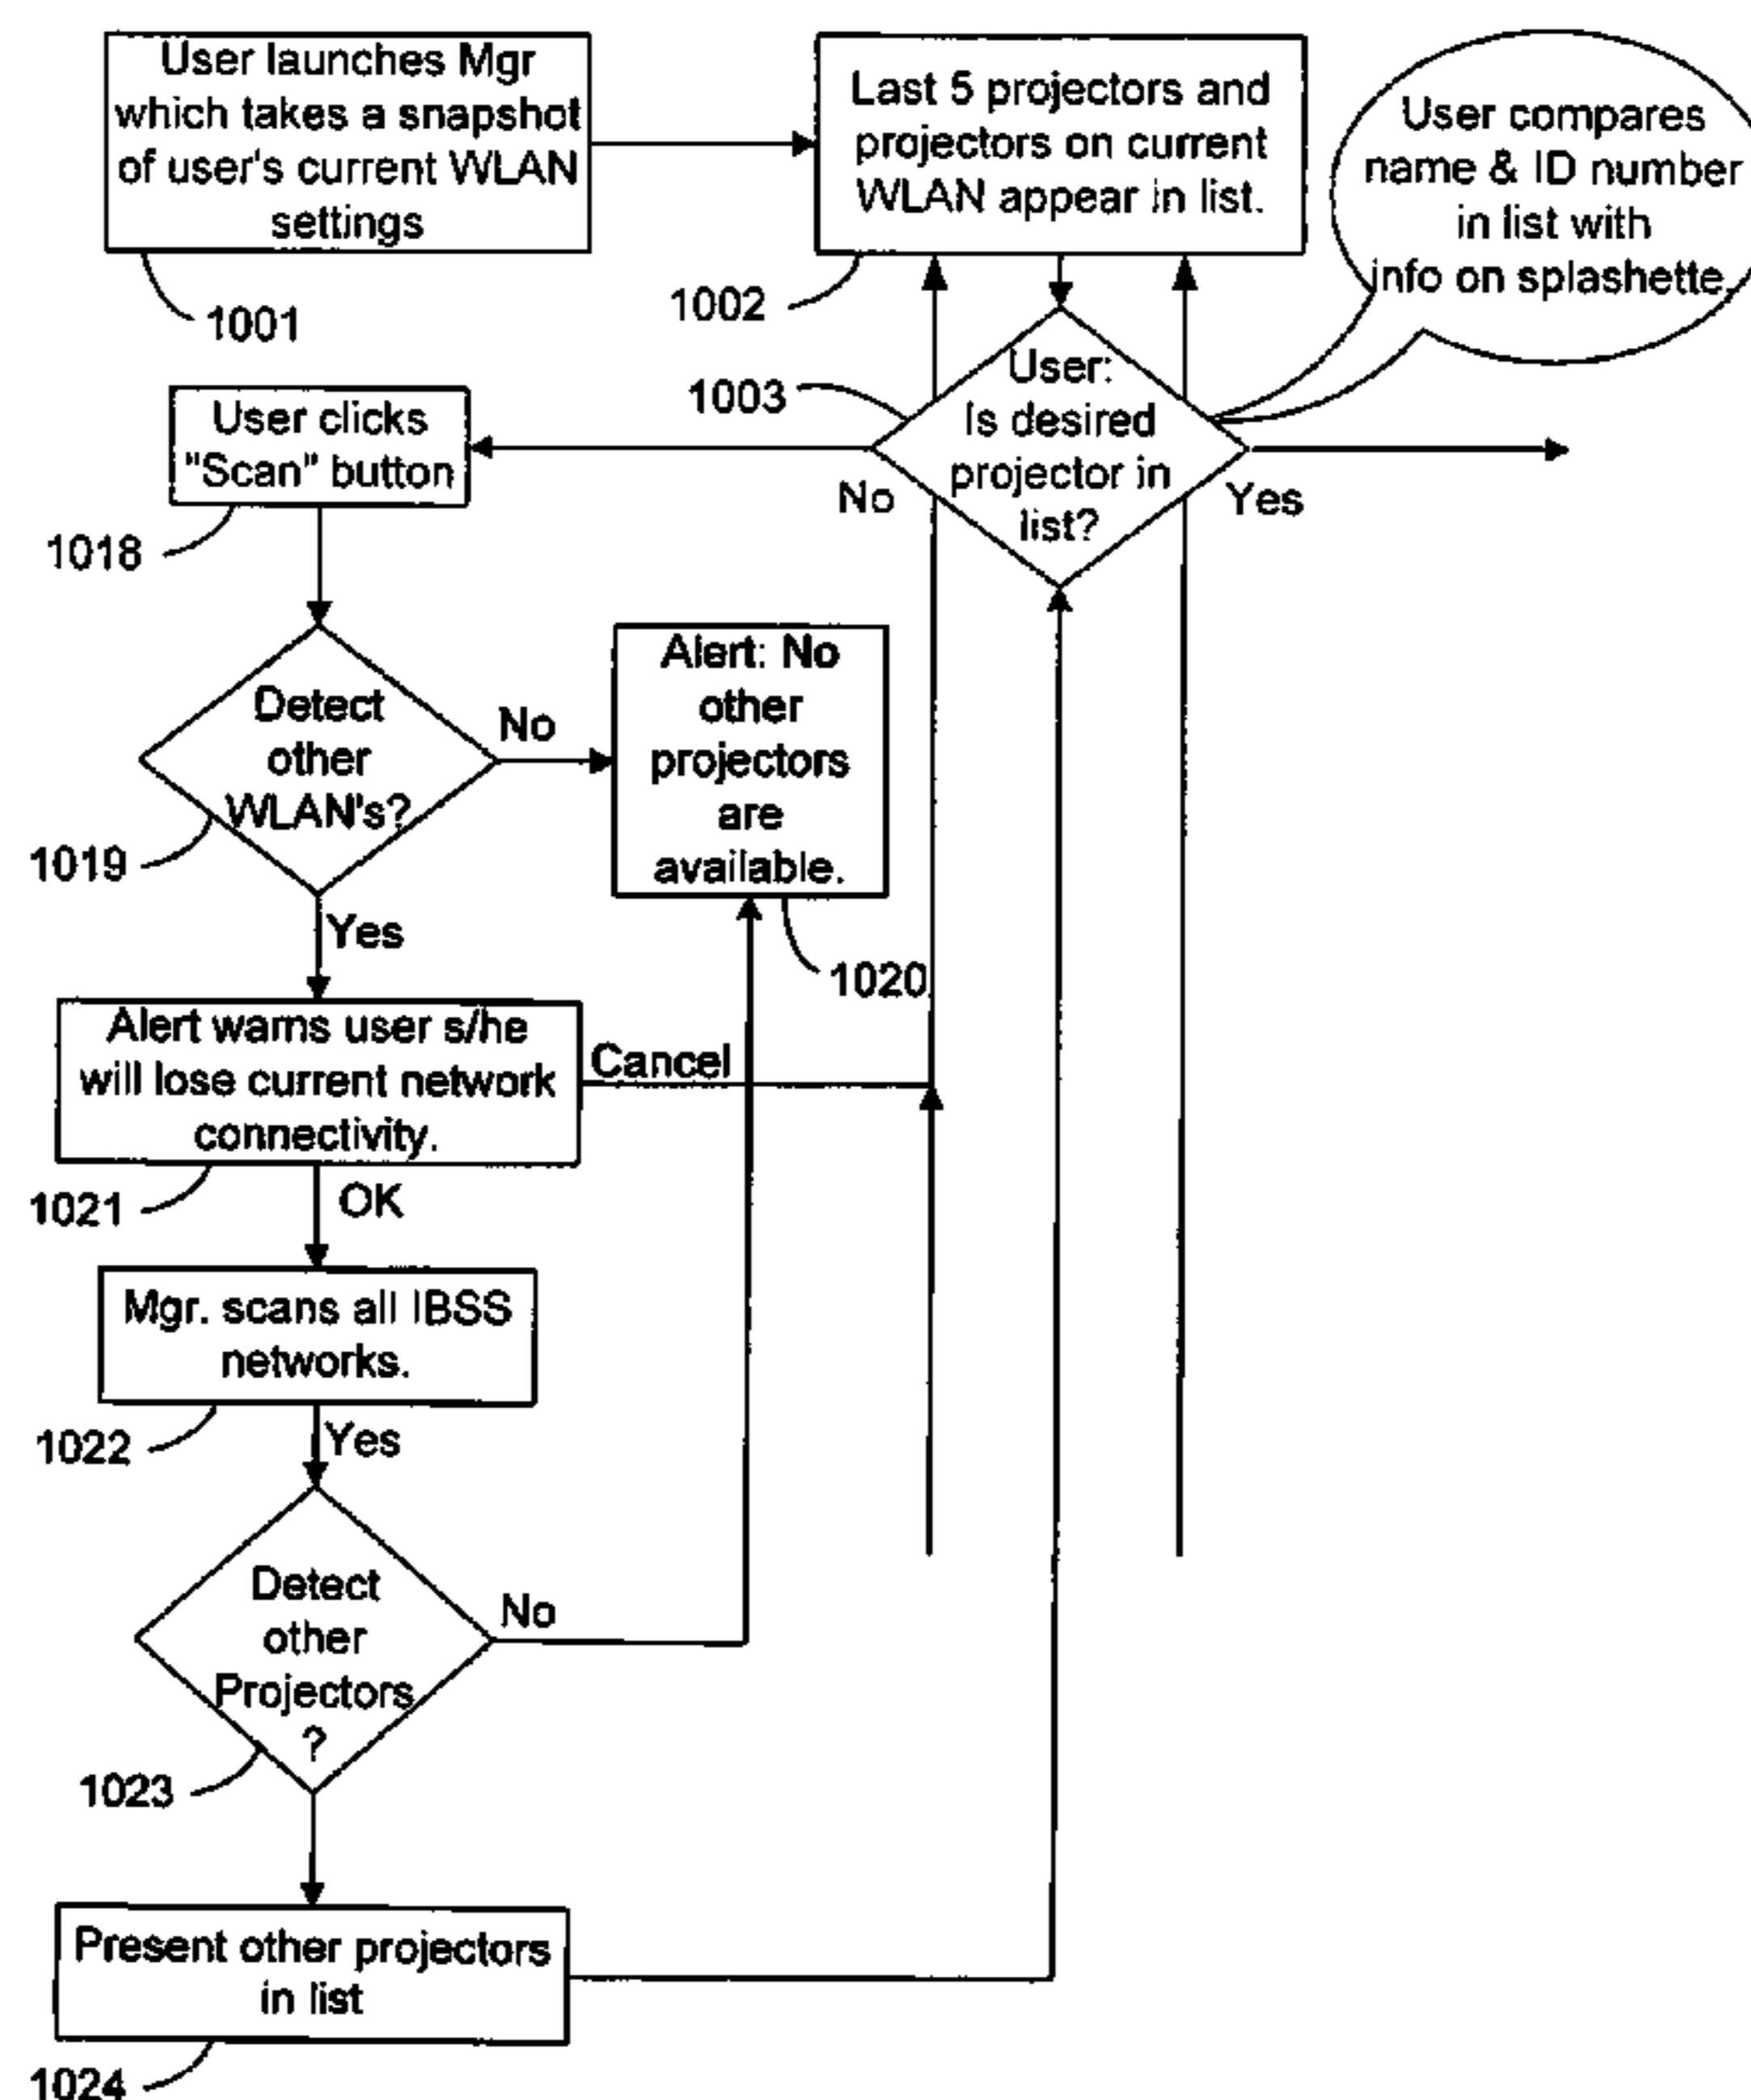 User launches Mgr
which takes a snapshot
of user's current WLAN
settings
1001
Last 5 projectors and
projectors on current
WLAN appear in list.
1002
User compares
name & ID number
in list with
info on splashette.
1003
User:
Is desired
projector in
list?
No
Yes
User clicks
"Scan" button
1018
Detect
other
WLAN's?
No
1019
Yes
Alert: No
other
projectors
are
available.
1020
Alert warns user s/he
will lose current network
connectivity.
Cancel
1021
OK
Mgr. scans all IBSS
networks.
1022
Yes
Detect
other
Projectors
?
No
1023
Present other projectors
in list
1024